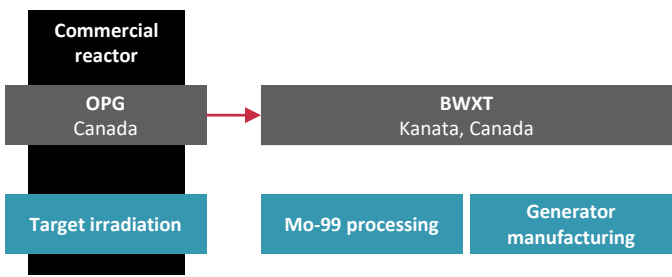 Commercial
reactor
OPG
Canada
BWXT
Kanata, Canada
Target irradiation
Mo-99 processing
Generator
manufacturing